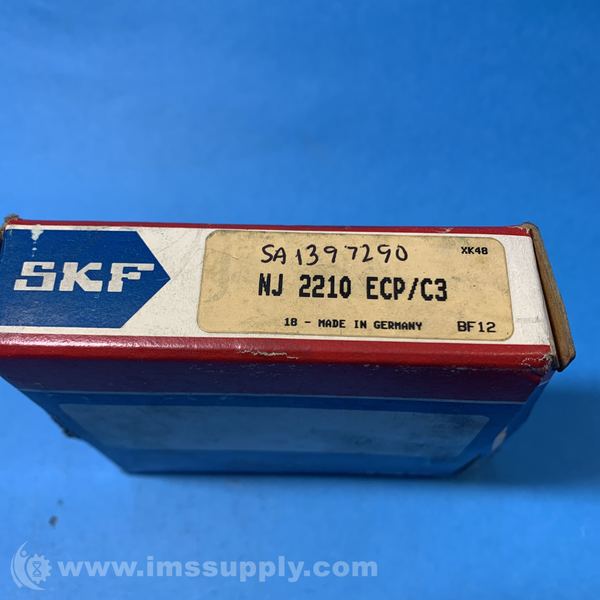 SKF
SA1397290
XK48
NJ 2210 ECP/C3
18 - MADE IN GERMANY
BF12
www.imssupply.com